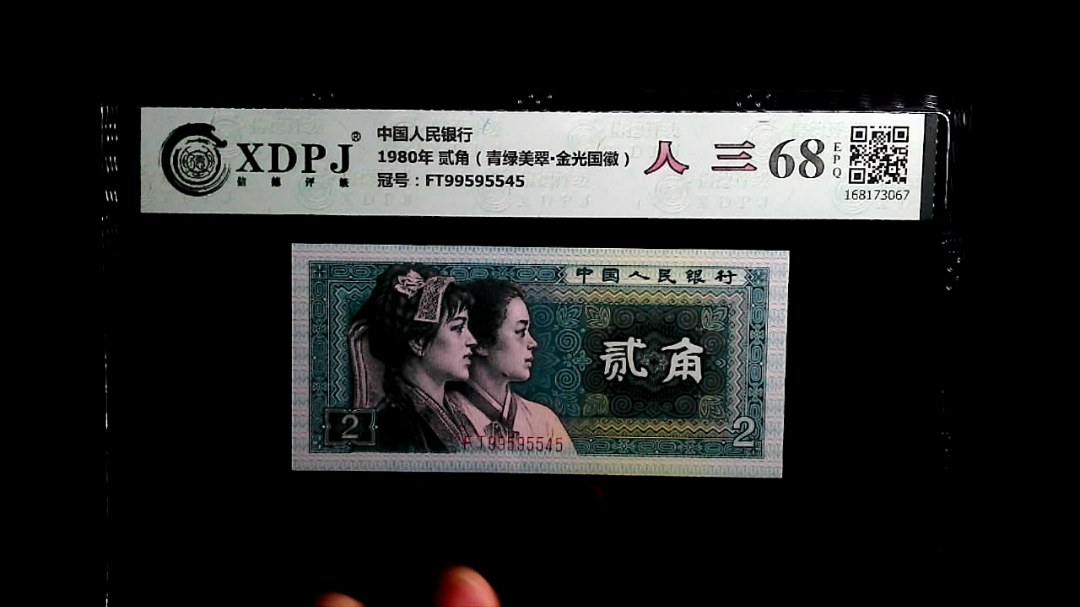 XDPJ®
信德评级
中国人民银行
1980年 贰角（青绿美翠·金光国徽）
冠号：FT99595545
人 三 68 EPQ
168173067
中国人民银行
贰角
2
2
FT99595545